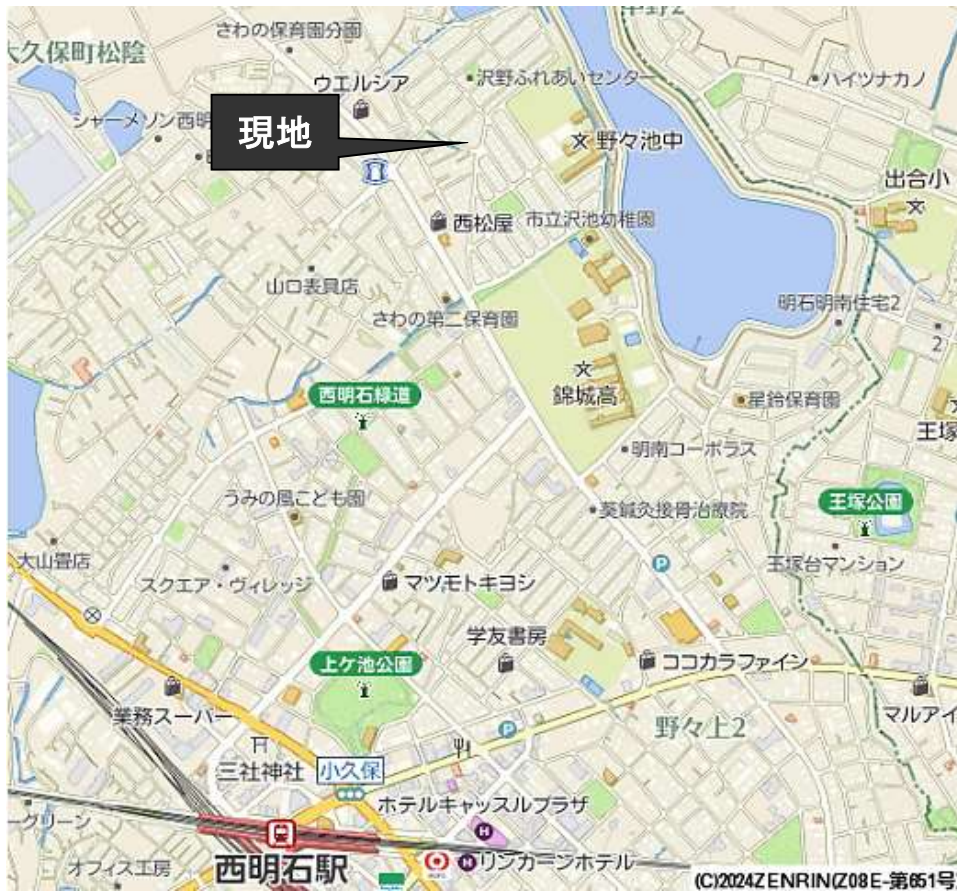 さわの保育園分園
大久保町松陰
ウエルシア
沢野ふれあいセンター
ハイツナカノ
シャーメゾン西明
現地
野々池中
出合小
西松屋
市立沢池幼稚園
山口表具店
明石明南住宅2
さわの第二保育園
2
錦城高
西明石緑道
星鈴保育園
王塚
明南コーポラス
うみの風こども園
葵鍼灸接骨治療院
王塚公園
大山畳店
王塚台マンション
スクエア・ヴィレッジ
マツモトキヨシ
学友書房
上ケ池公園
ココカラファイン
業務スーパー
野々上2
マルアイ
三社神社
小久保
ホテルキャッスルプラザ
ーグリーン
オフィス工房
西明石駅
リンカーンホテル
(C)2024ZENRIN(Z08E-第651号